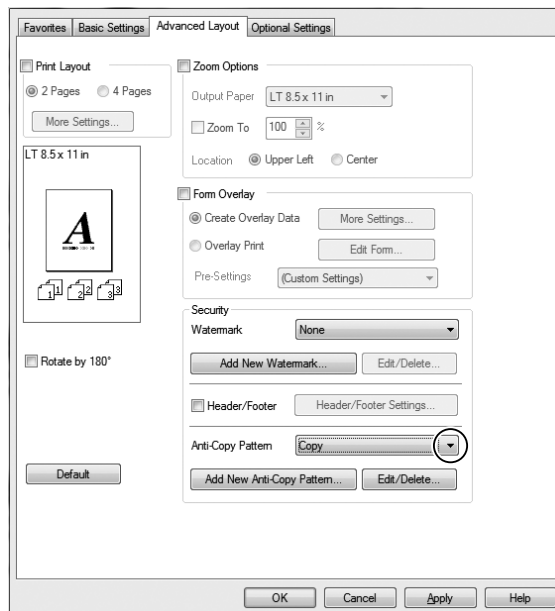 Favorites Basic Settings Advanced Layout Optional Settings
Print Layout
2 Pages 4 Pages
More Settings...
LT 8.5 x 11 in
A
1 1 2 2 3 3
Rotate by 180°
Default
Zoom Options
Output Paper LT 8.5 x 11 in
Zoom To 100 %
Location Upper Left Center
Form Overlay
Create Overlay Data More Settings...
Overlay Print Edit Form...
Pre-Settings (Custom Settings)
Security
Watermark None
Add New Watermark... Edit/Delete...
Header/Footer Header/Footer Settings...
Anti-Copy Pattern Copy
Add New Anti-Copy Pattern... Edit/Delete...
OK Cancel Apply Help